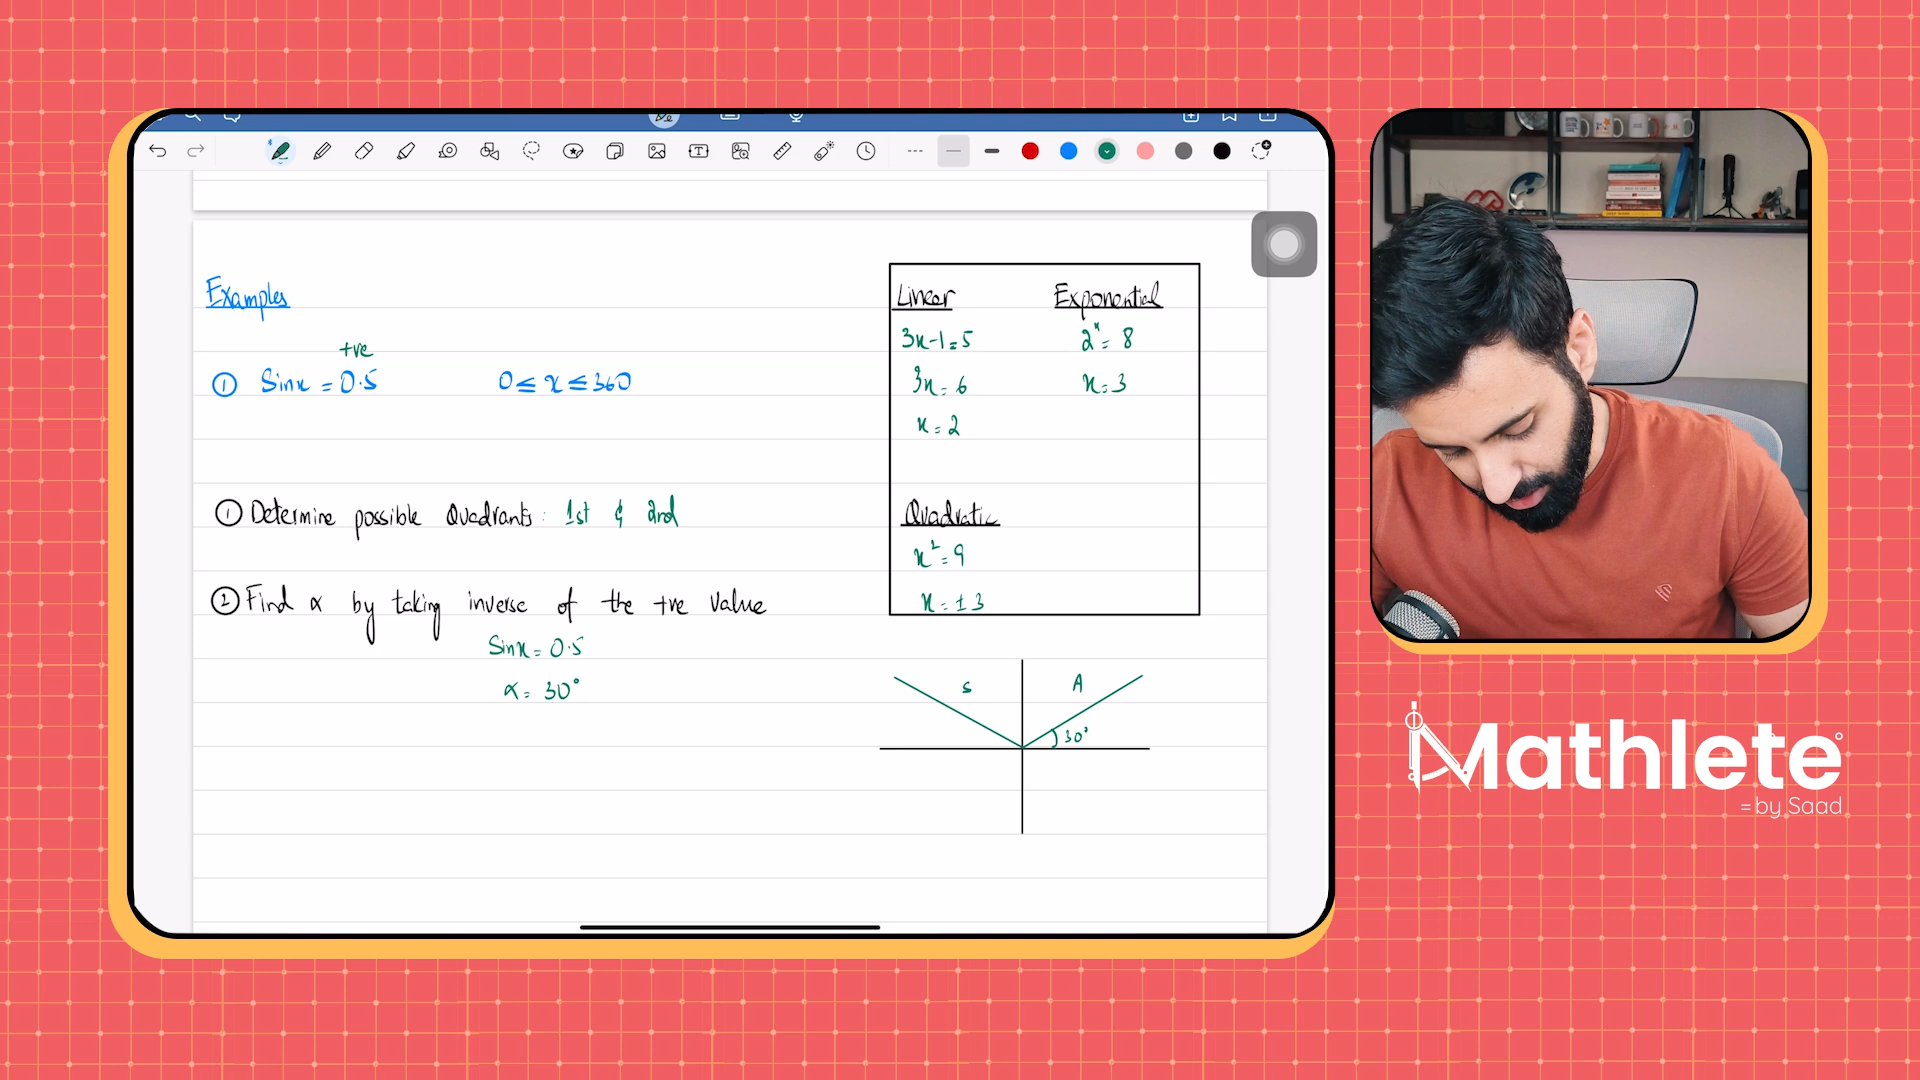 Examples
+ve
① Sinx = 0.5 0 ≤ x ≤ 360
① Determine possible Quadrants: 1st & 2nd
② Find α by taking inverse of the +ve value
Sinx = 0.5
α = 30°
Linear
3x-1=5
3x = 6
x = 2
Exponential
2ˣ = 8
x = 3
Quadratic
x² = 9
x = ±3
S A
30°
Mathlete
= by Saad